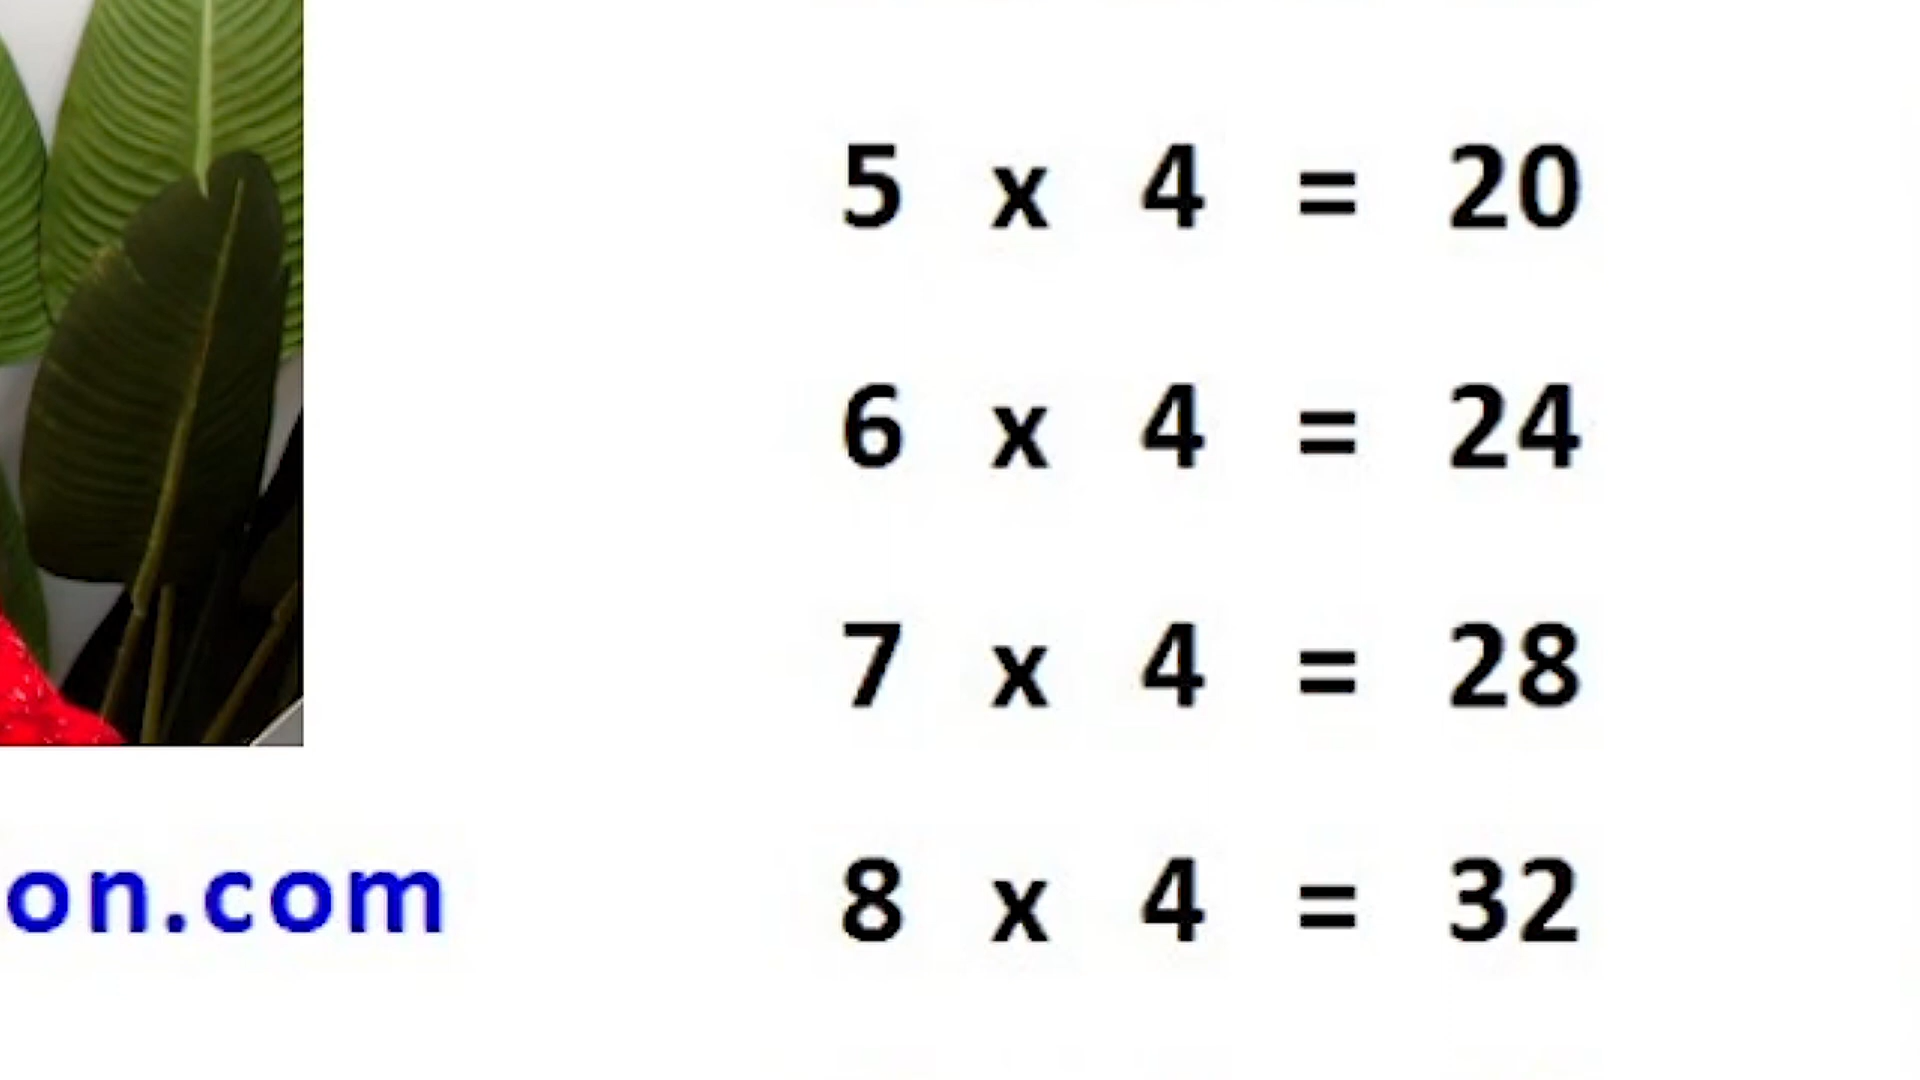 5 x 4 = 20
6 x 4 = 24
7 x 4 = 28
on.com
8 x 4 = 32